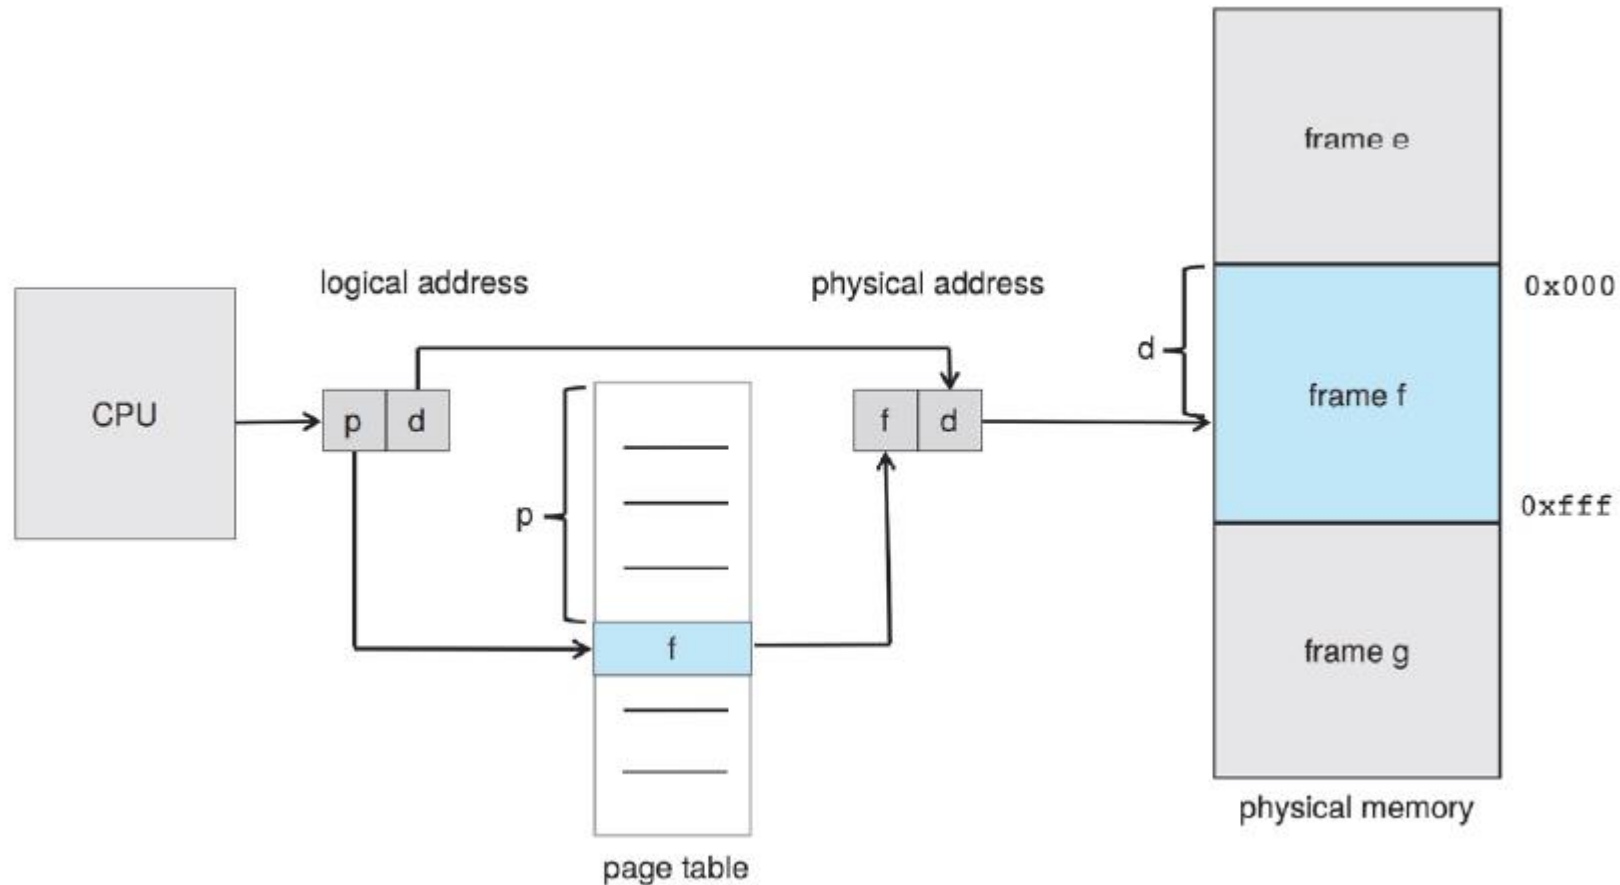 frame e
logical address
physical address
0x000
d
CPU
p d
f d
frame f
p
0xfff
f
frame g
physical memory
page table